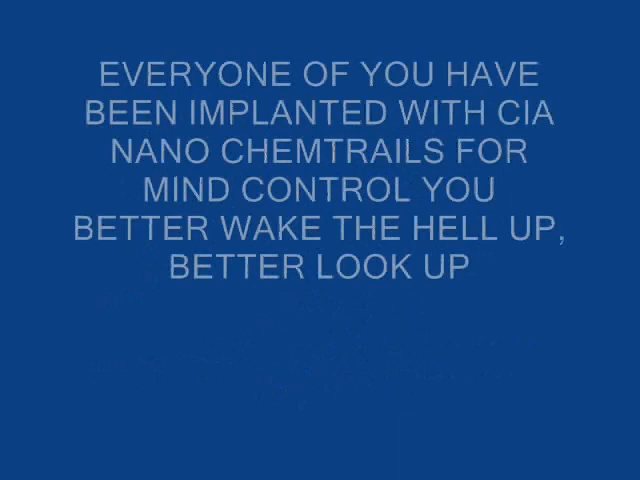 EVERYONE OF YOU HAVE
BEEN IMPLANTED WITH CIA
NANO CHEMTRAILS FOR
MIND CONTROL YOU
BETTER WAKE THE HELL UP,
BETTER LOOK UP